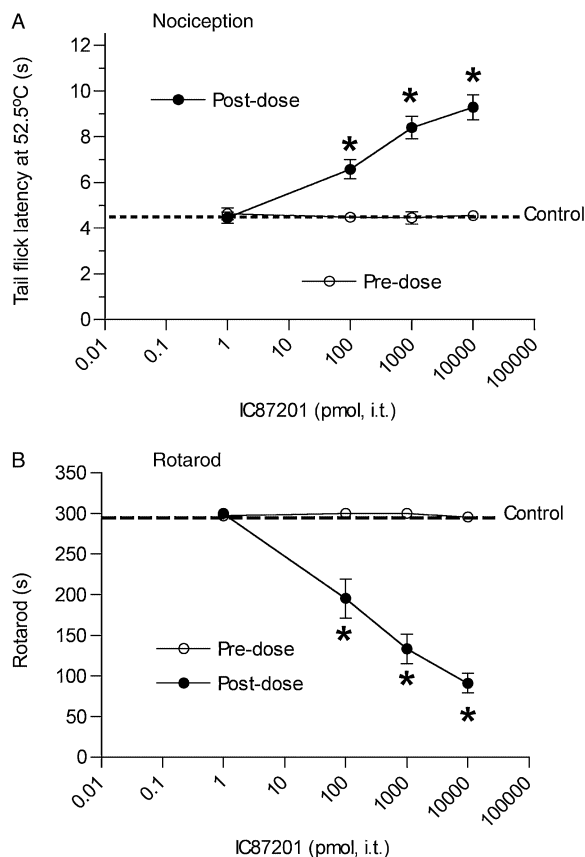 A
Nociception
12
10
8
6
4
2
0
Tail flick latency at 52.5ºC (s)
Post-dose
*
*
*
Control
Pre-dose
0.01
0.1
1
10
100
1000
10000
100000
IC87201 (pmol, i.t.)
B
Rotarod
350
300
250
200
150
100
50
0
Rotarod (s)
Control
Pre-dose
Post-dose
*
*
*
0.01
0.1
1
10
100
1000
10000
100000
IC87201 (pmol, i.t.)